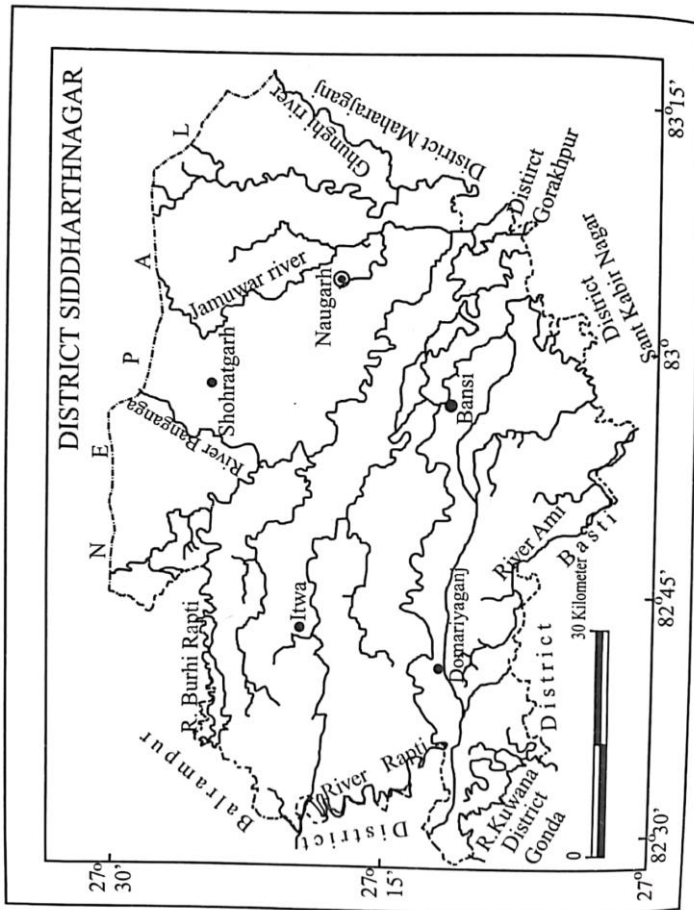 DISTRICT SIDDHARTHNAGAR
N E P A L
27°
30'
27°
15'
27°
82°30'
82°45'
83°
83°15'
R. Burhi Rapti
River Banganga
Shohratgarh
Jamuwar river
Naugarh
Ghunghi river
District Maharajganj
Distirct
Gorakhpur
District
Sant Kabir Nagar
Bansi
Itwa
Domariyaganj
River Ami
District Basti
River Rapti
District Balrampur
R.Kuwana
District
Gonda
0
30 Kilometer